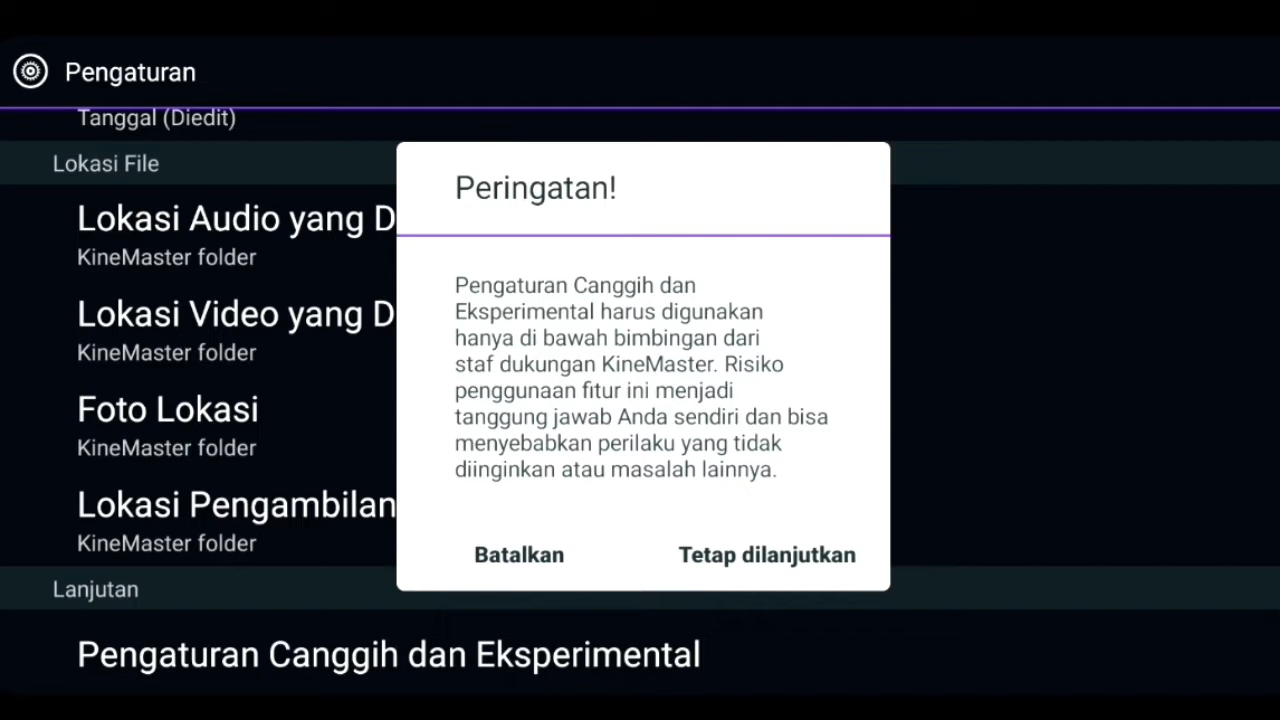 Pengaturan
Tanggal (Diedit)
Lokasi File
Lokasi Audio yang D
KineMaster folder
Lokasi Video yang D
KineMaster folder
Foto Lokasi
KineMaster folder
Lokasi Pengambilan
KineMaster folder
Lanjutan
Pengaturan Canggih dan Eksperimental
Peringatan!
Pengaturan Canggih dan
Eksperimental harus digunakan
hanya di bawah bimbingan dari
staf dukungan KineMaster. Risiko
penggunaan fitur ini menjadi
tanggung jawab Anda sendiri dan bisa
menyebabkan perilaku yang tidak
diinginkan atau masalah lainnya.
Batalkan Tetap dilanjutkan